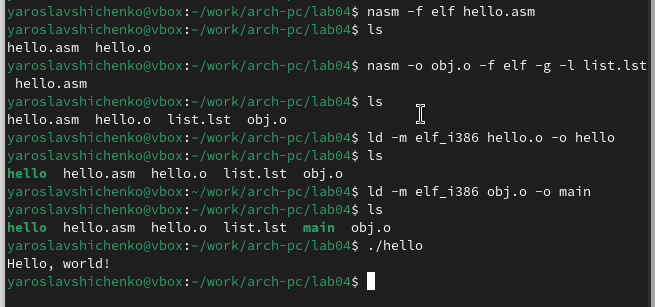 yaroslavshichenko@vbox:~/work/arch-pc/lab04$ nasm -f elf hello.asm
yaroslavshichenko@vbox:~/work/arch-pc/lab04$ ls
hello.asm  hello.o
yaroslavshichenko@vbox:~/work/arch-pc/lab04$ nasm -o obj.o -f elf -g -l list.lst
 hello.asm
yaroslavshichenko@vbox:~/work/arch-pc/lab04$ ls
hello.asm  hello.o  list.lst  obj.o
yaroslavshichenko@vbox:~/work/arch-pc/lab04$ ld -m elf_i386 hello.o -o hello
yaroslavshichenko@vbox:~/work/arch-pc/lab04$ ls
hello  hello.asm  hello.o  list.lst  obj.o
yaroslavshichenko@vbox:~/work/arch-pc/lab04$ ld -m elf_i386 obj.o -o main
yaroslavshichenko@vbox:~/work/arch-pc/lab04$ ls
hello  hello.asm  hello.o  list.lst  main  obj.o
yaroslavshichenko@vbox:~/work/arch-pc/lab04$ ./hello
Hello, world!
yaroslavshichenko@vbox:~/work/arch-pc/lab04$